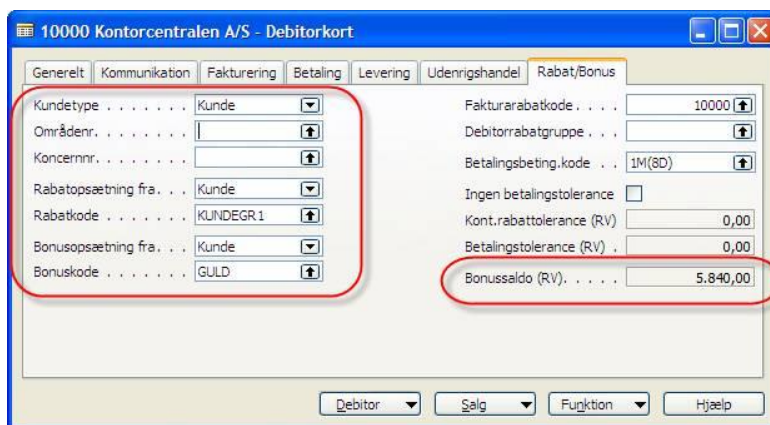 10000 Kontorcentralen A/S - Debitorkort
Generelt Kommunikation Fakturering Betaling Levering Udenrigshandel Rabat/Bonus
Kundetype . . . . . . . Kunde
Områdenr. . . . . . . .
Koncernnr. . . . . . . .
Rabatopsætning fra. . . Kunde
Rabatkode . . . . . . . KUNDEGR1
Bonusopsætning fra. . . Kunde
Bonuskode . . . . . . . GULD
Fakturarabatkode . . . . 10000
Debitorrabatgruppe . . .
Betalingsbeting.kode . . 1M(8D)
Ingen betalingstolerance
Kont.rabattolerance (RV) 0,00
Betalingstolerance (RV) . 0,00
Bonussaldo (RV). . . . . 5.840,00
Debitor Salg Funktion Hjælp